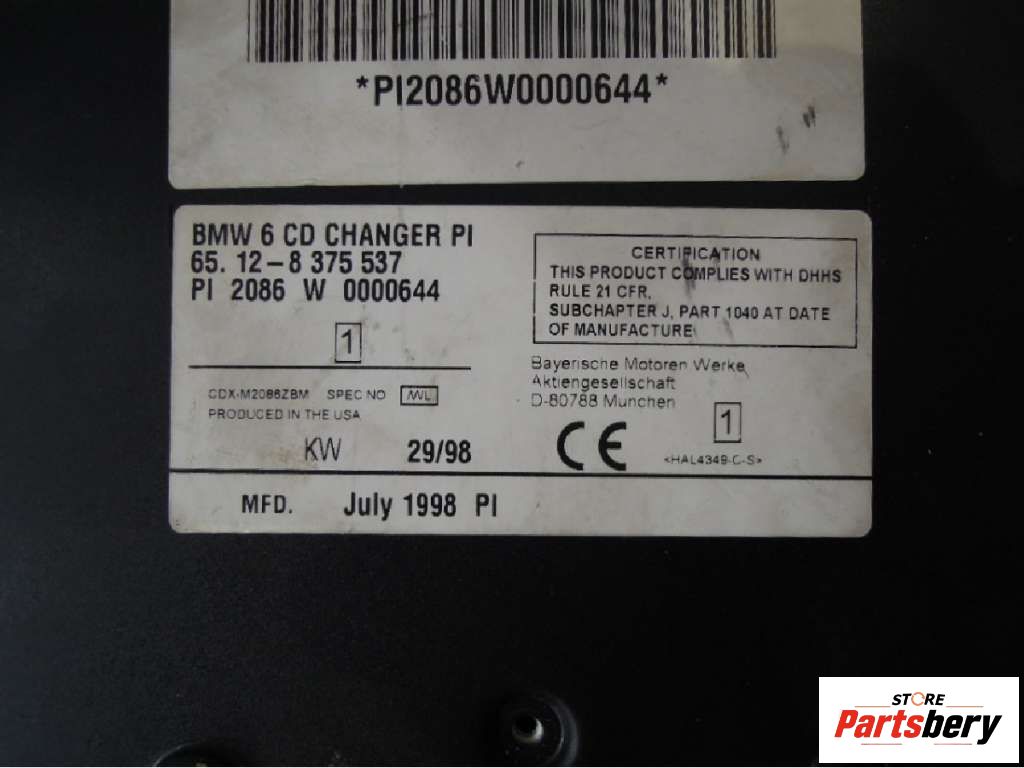 *PI2086W0000644*
BMW 6 CD CHANGER PI
65. 12-8 375 537
PI 2086 W 0000644
1
CDX-M2086ZBM SPEC NO /WL
PRODUCED IN THE USA
KW 29/98
CERTIFICATION
THIS PRODUCT COMPLIES WITH DHHS
RULE 21 CFR,
SUBCHAPTER J, PART 1040 AT DATE
OF MANUFACTURE
Bayerische Motoren Werke
Aktiengesellschaft
D-80788 Munchen
1
CE
<HAL4349-C-S>
MFD. July 1998 PI
STORE
Partsbery